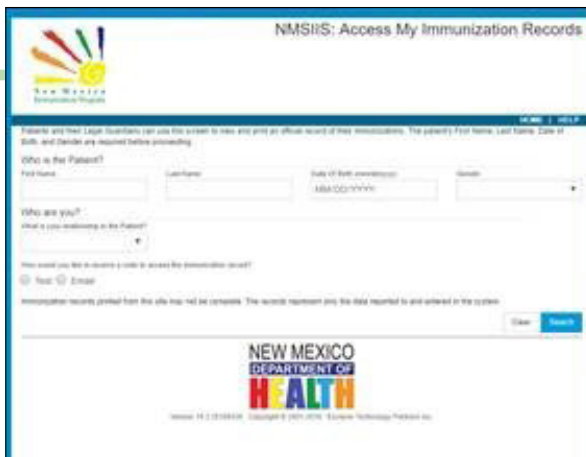 NMSIIS: Access My Immunization Records
New Mexico
Immunization Program
HOME | HELP
Patients and their Legal Guardians can use this screen to view and print an official record of their immunizations. The patient's First Name, Last Name, Date of
Birth, and Gender are required before proceeding.
Who is the Patient?
First Name Last Name Date Of Birth Gender
MM/DD/YYYY
Who are you?
What is your relationship to the Patient?
How would you like to receive a code to access the immunization record?
Text Email
Immunization records printed from this site may not be complete. The records represent only the data reported to and entered in the system.
Clear Search
NEW MEXICO
DEPARTMENT OF
HEALTH